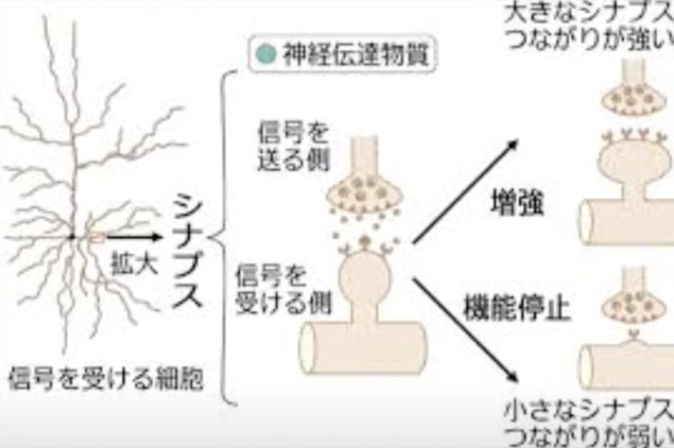 大きなシナプス
つながりが強い
神経伝達物質
信号を
送る側
シナプス
増強
拡大
信号を
受ける側
機能停止
信号を受ける細胞
小さなシナプス
つながりが弱い